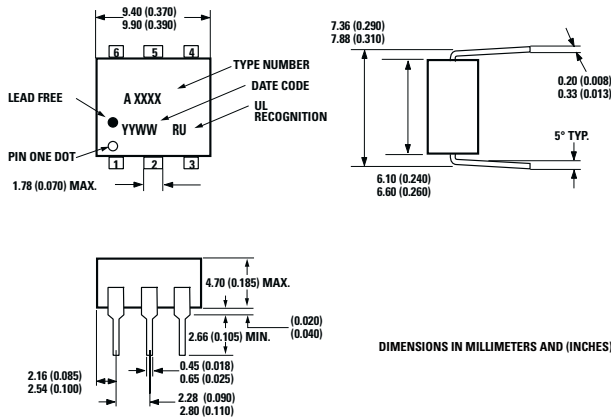 9.40 (0.370)
9.90 (0.390)
6 5 4
TYPE NUMBER
A XXXX
DATE CODE
LEAD FREE
YYWW RU
UL
RECOGNITION
PIN ONE DOT
1 2 3
1.78 (0.070) MAX.
7.36 (0.290)
7.88 (0.310)
0.20 (0.008)
0.33 (0.013)
5° TYP.
6.10 (0.240)
6.60 (0.260)
4.70 (0.185) MAX.
(0.020)
(0.040)
2.66 (0.105) MIN.
0.45 (0.018)
0.65 (0.025)
2.16 (0.085)
2.54 (0.100)
2.28 (0.090)
2.80 (0.110)
DIMENSIONS IN MILLIMETERS AND (INCHES)